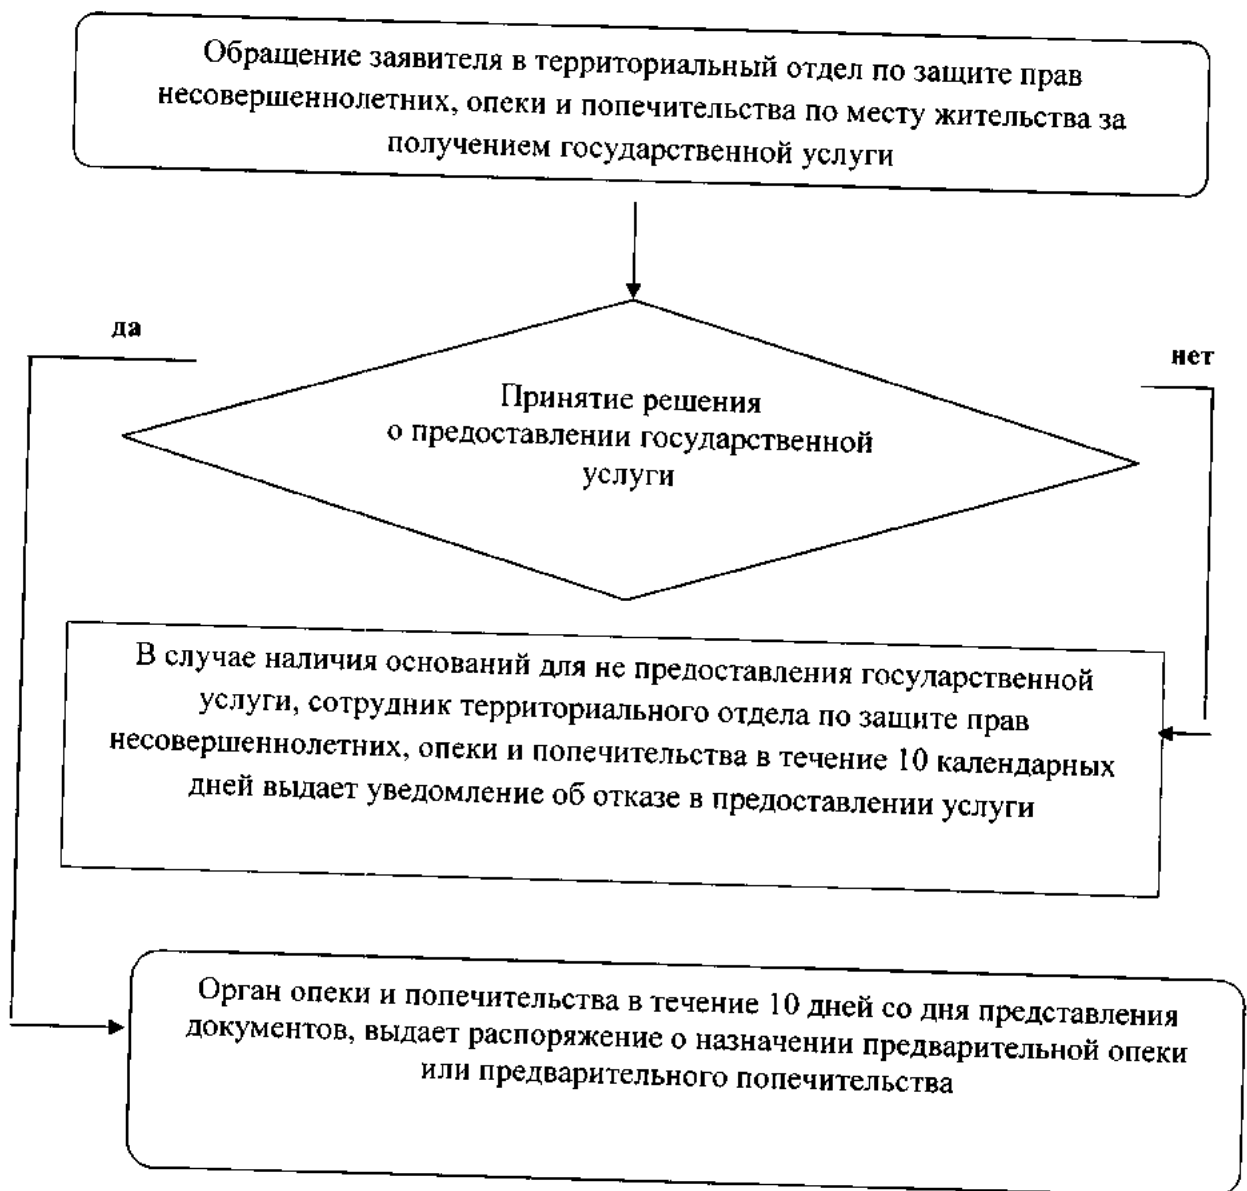 Обращение заявителя в территориальный отдел по защите прав
несовершеннолетних, опеки и попечительства по месту жительства за
получением государственной услуги
да
нет
Принятие решения
о предоставлении государственной
услуги
В случае наличия оснований для не предоставления государственной
услуги, сотрудник территориального отдела по защите прав
несовершеннолетних, опеки и попечительства в течение 10 календарных
дней выдает уведомление об отказе в предоставлении услуги
Орган опеки и попечительства в течение 10 дней со дня представления
документов, выдает распоряжение о назначении предварительной опеки
или предварительного попечительства